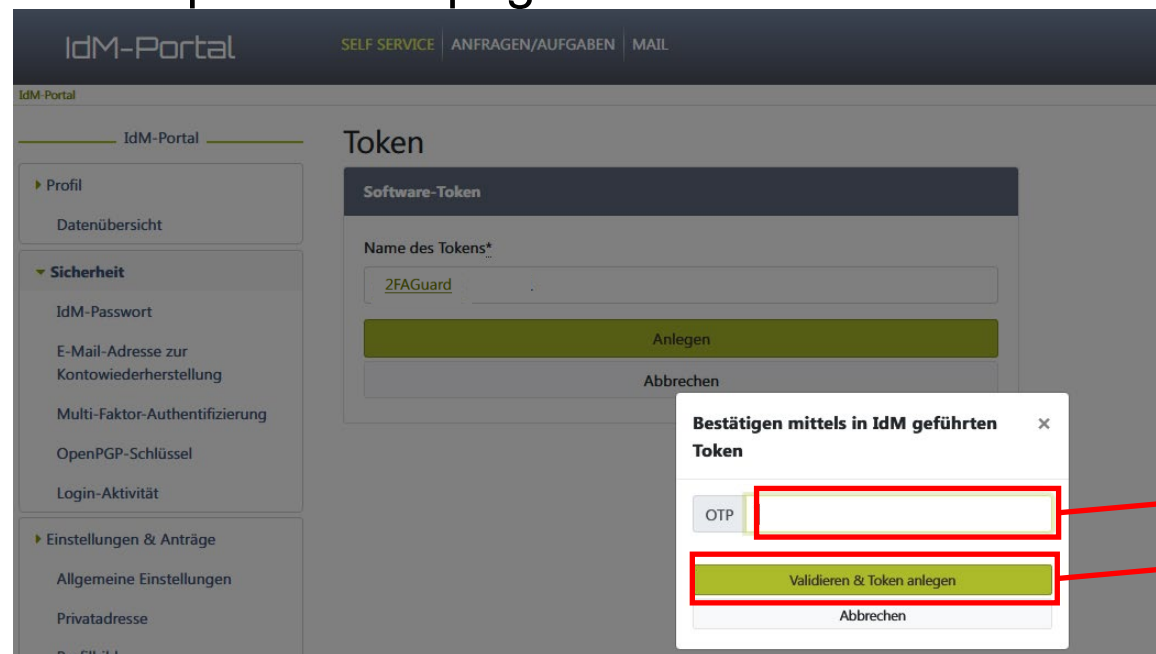 IdM-Portal
SELF SERVICE ANFRAGEN/AUFGABEN MAIL
IdM-Portal
IdM-Portal
Profil
Datenübersicht
Sicherheit
IdM-Passwort
E-Mail-Adresse zur
Kontowiederherstellung
Multi-Faktor-Authentifizierung
OpenPGP-Schlüssel
Login-Aktivität
Einstellungen & Anträge
Allgemeine Einstellungen
Privatadresse
Token
Software-Token
Name des Tokens*
2FAGuard
Anlegen
Abbrechen
Bestätigen mittels in IdM geführten
Token
×
OTP
Validieren & Token anlegen
Abbrechen